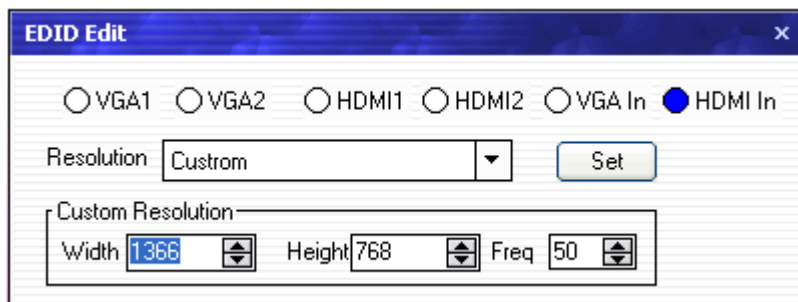 EDID Edit x
VGA1 VGA2 HDMI1 HDMI2 VGA In HDMI In
Resolution Custrom Set
Custom Resolution
Width 1366 Height 768 Freq 50